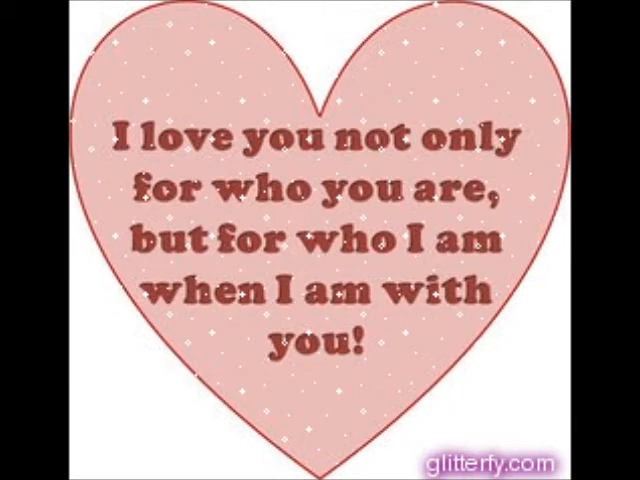 I love you not only
for who you are,
but for who I am
when I am with
you!
glitterfy.com